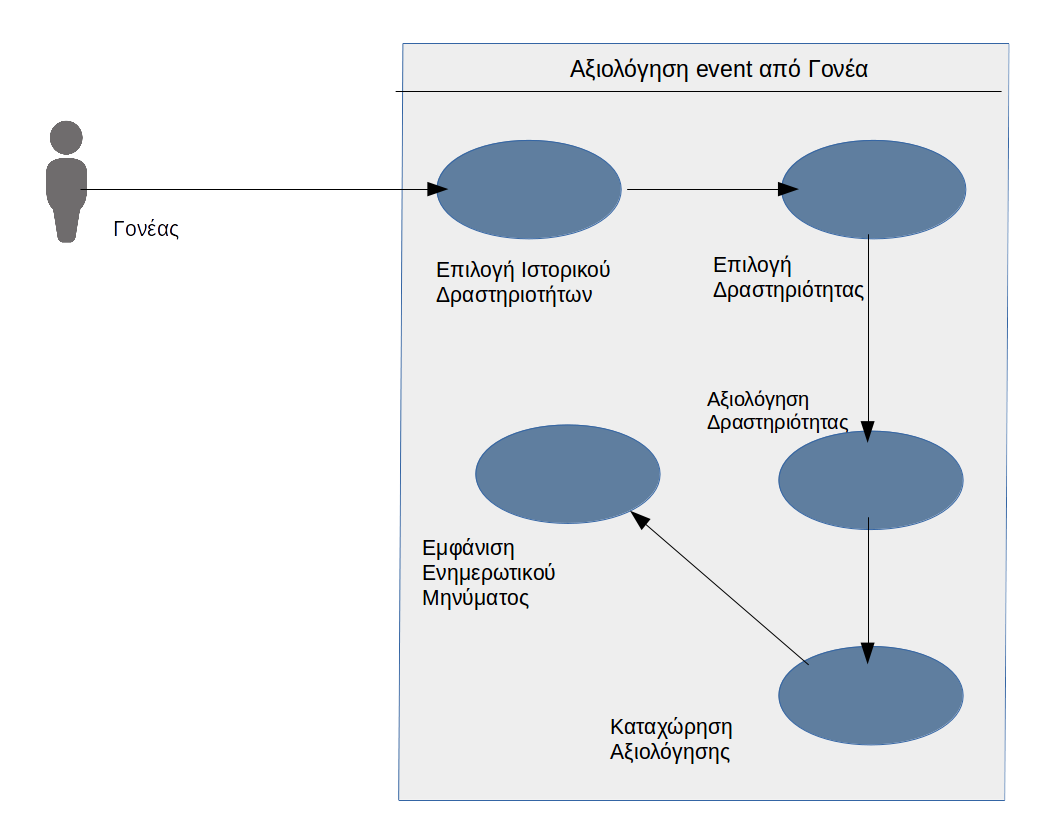 Αξιολόγηση event από Γονέα
Γονέας
Επιλογή Ιστορικού
Δραστηριοτήτων
Επιλογή
Δραστηριότητας
Αξιολόγηση
Δραστηριότητας
Εμφάνιση
Ενημερωτικού
Μηνύματος
Καταχώρηση
Αξιολόγησης